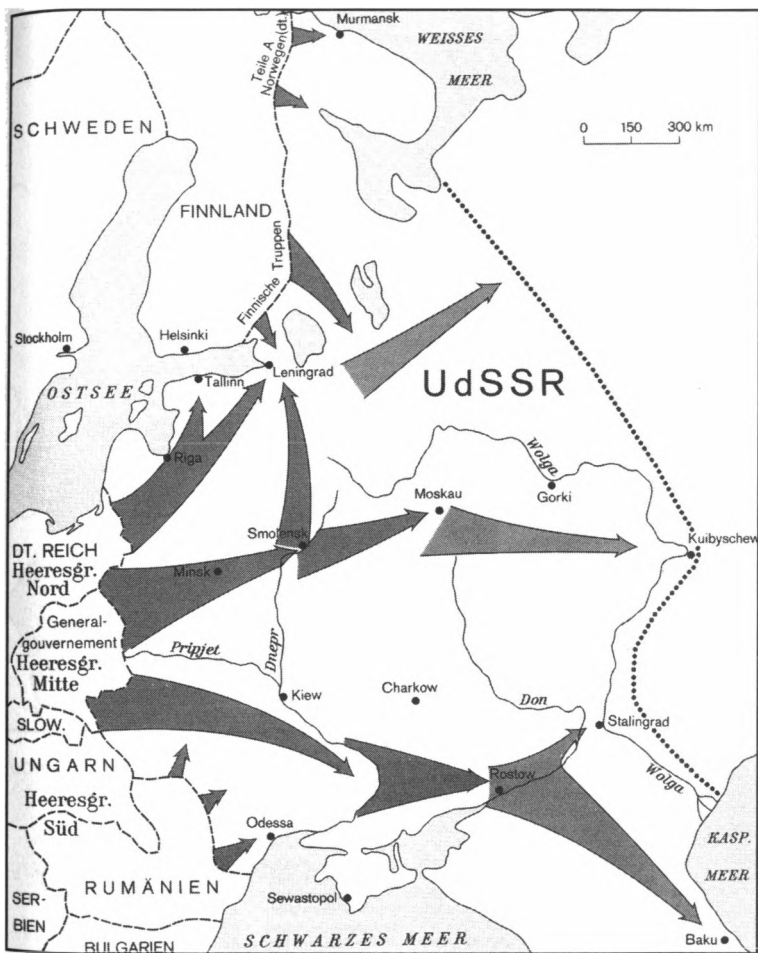 Murmansk
WEISSES
MEER
Teile A
Norwegen(dt.)
SCHWEDEN
0 150 300 km
FINNLAND
Finnische Truppen
Stockholm
Helsinki
Leningrad
Tallinn
OSTSEE
UdSSR
Riga
Wolga
Gorki
Moskau
Smolensk
Kuibyschew
DT. REICH
Heeresgr.
Nord
Minsk
General-
gouvernement
Heeresgr.
Mitte
Pripjet
Dnepr
Kiew
Charkow
Don
SLOW.
Stalingrad
UNGARN
Heeresgr.
Süd
Rostow
Wolga
Odessa
KASP.
MEER
RUMÄNIEN
SER-
BIEN
Sewastopol
BULGARIEN
SCHWARZES MEER
Baku